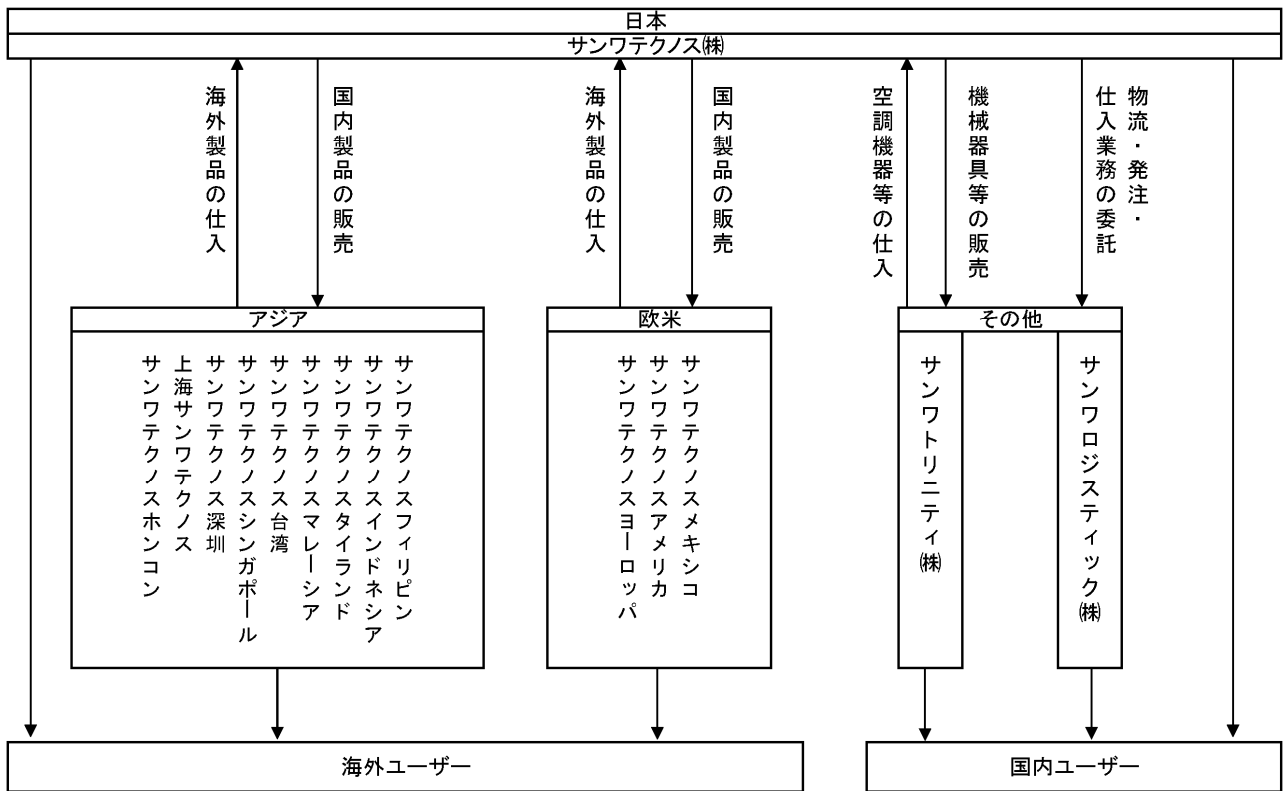 日本
サンワテクノス㈱
海外製品の仕入
国内製品の販売
海外製品の仕入
国内製品の販売
空調機器等の仕入
機械器具等の販売
物流・発注・
仕入業務の委託
アジア
サンワテクノスホンコン
上海サンワテクノス
サンワテクノス深圳
サンワテクノスシンガポール
サンワテクノス台湾
サンワテクノスマレーシア
サンワテクノスタイランド
サンワテクノスインドネシア
サンワテクノスフィリピン
欧米
サンワテクノスヨーロッパ
サンワテクノスアメリカ
サンワテクノスメキシコ
その他
サンワトリニティ㈱
サンワロジスティック㈱
海外ユーザー
国内ユーザー